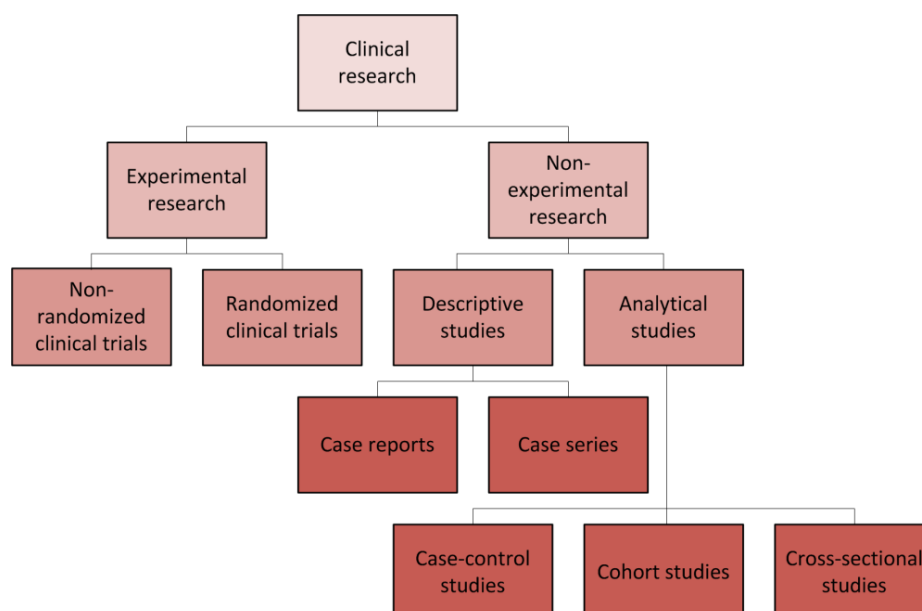 Clinical
research
Experimental
research
Non-
experimental
research
Non-
randomized
clinical trials
Randomized
clinical trials
Descriptive
studies
Analytical
studies
Case reports
Case series
Case-control
studies
Cohort studies
Cross-sectional
studies